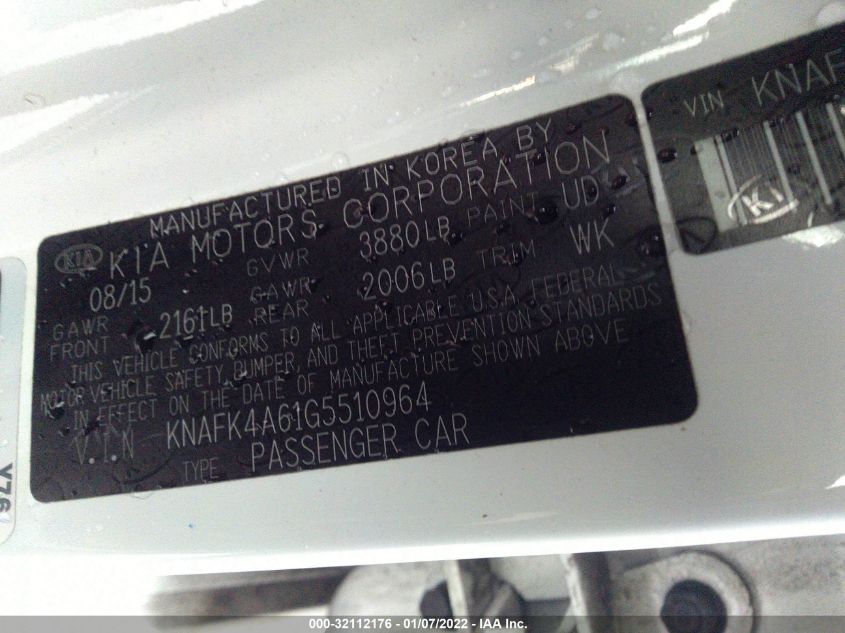 MANUFACTURED IN KOREA BY
KIA KIA MOTORS CORPORATION
08/15 GVWR 3880LB PAINT UD
GAWR FRONT 2161LB GAWR REAR 2006LB TRIM WK
THIS VEHICLE CONFORMS TO ALL APPLICABLE U.S.A. FEDERAL
MOTOR VEHICLE SAFETY, BUMPER, AND THEFT PREVENTION STANDARDS
IN EFFECT ON THE DATE OF MANUFACTURE SHOWN ABOVE
V.I.N KNAFK4A61G5510964
TYPE PASSENGER CAR
VIN KNAF
KIA
000-32112176 - 01/07/2022 - IAA Inc.